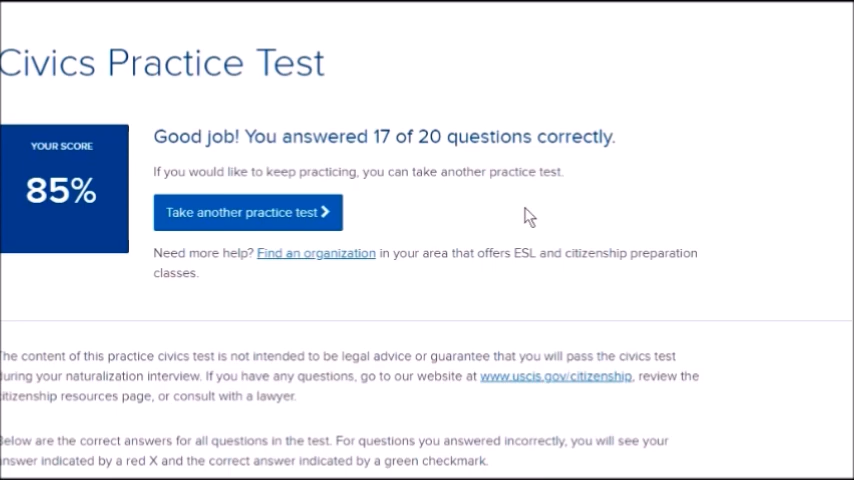 Civics Practice Test
YOUR SCORE
85%
Good job! You answered 17 of 20 questions correctly.
If you would like to keep practicing, you can take another practice test.
Take another practice test
Need more help? Find an organization in your area that offers ESL and citizenship preparation
classes.
The content of this practice civics test is not intended to be legal advice or guarantee that you will pass the civics test
during your naturalization interview. If you have any questions, go to our website at www.uscis.gov/citizenship, review the
citizenship resources page, or consult with a lawyer.
Below are the correct answers for all questions in the test. For questions you answered incorrectly, you will see your
answer indicated by a red X and the correct answer indicated by a green checkmark.